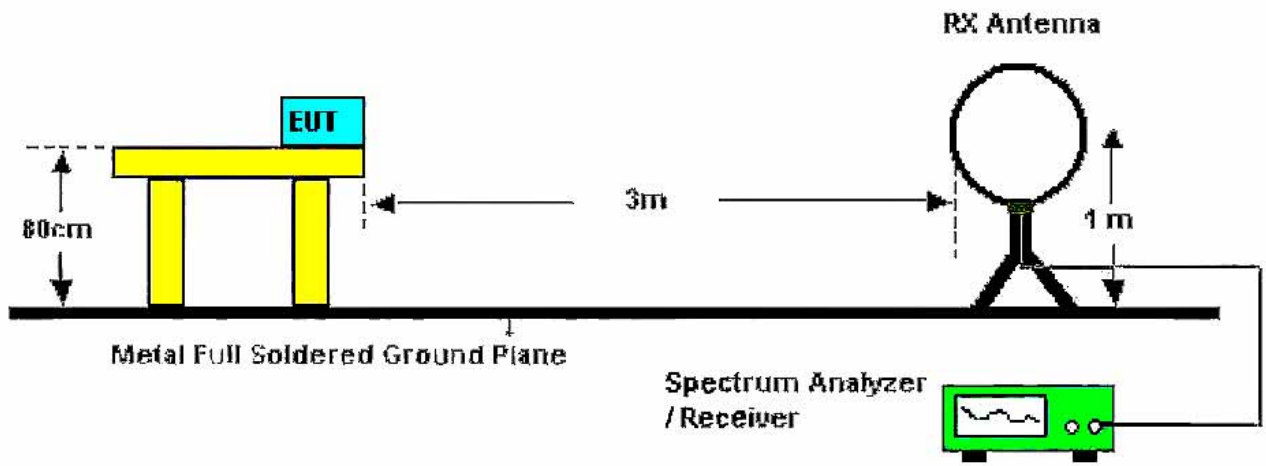 RX Antenna
EUT
3m
80cm
1 m
Metal Full Soldered Ground Plane
Spectrum Analyzer
/ Receiver